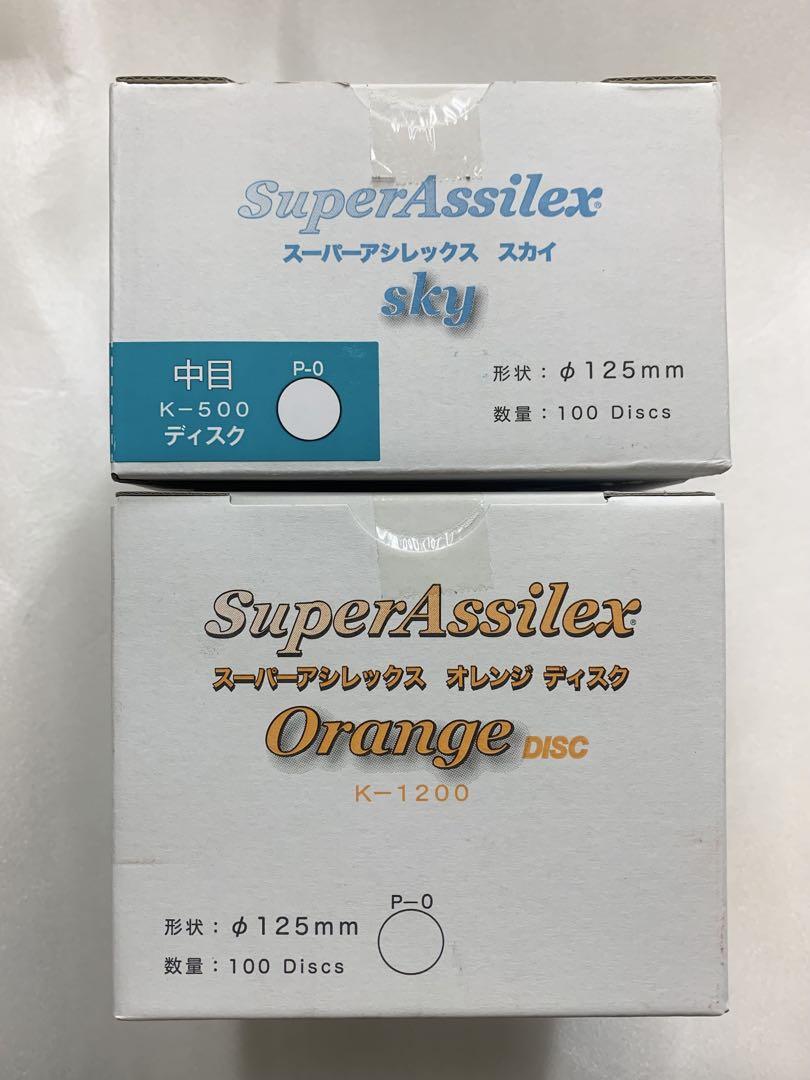 SuperAssilex®
スーパーアシレックス スカイ
sky
中目
K-500
ディスク
P-0
形状：φ125mm
数量：100 Discs
SuperAssilex®
スーパーアシレックス オレンジ ディスク
Orange DISC
K-1200
P-0
形状：φ125mm
数量：100 Discs